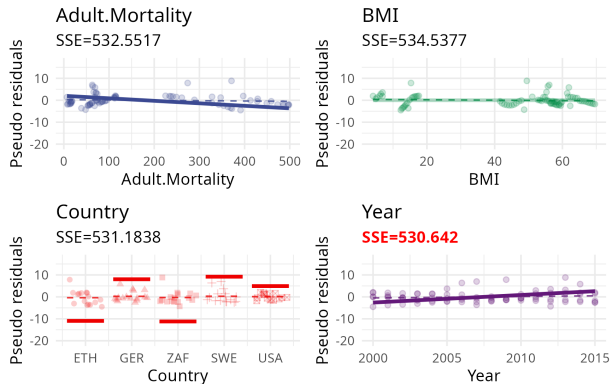 Adult.Mortality
SSE=532.5517
Pseudo residuals
10
0
-10
-20
0 100 200 300 400 500
Adult.Mortality
BMI
SSE=534.5377
Pseudo residuals
10
0
-10
-20
20 40 60
BMI
Country
SSE=531.1838
Pseudo residuals
10
0
-10
-20
ETH GER ZAF SWE USA
Country
Year
SSE=530.642
Pseudo residuals
10
0
-10
-20
2000 2005 2010 2015
Year